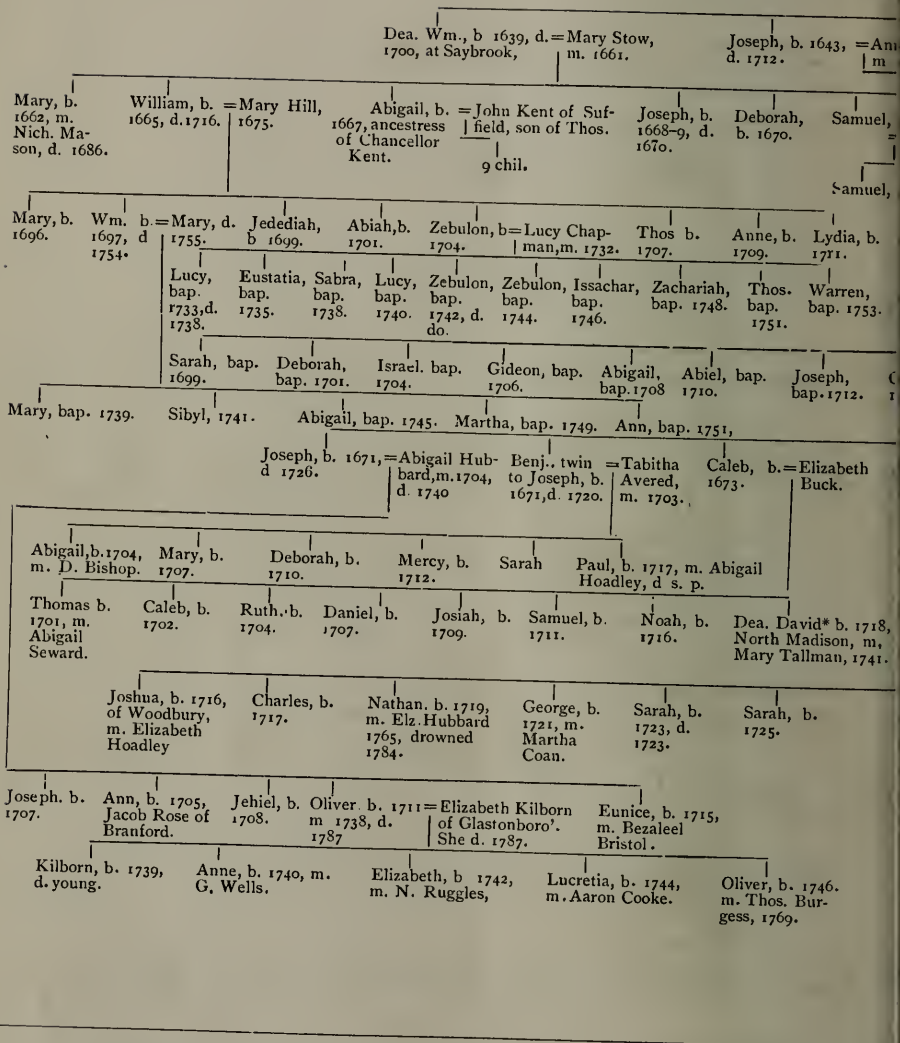 Dea. Wm., b 1639, d.=Mary Stow,
1700, at Saybrook, m. 1661.
Joseph, b. 1643, =An
d. 1712. m
Mary, b.
1662, m.
Nich. Ma-
son, d. 1686.
William, b. =Mary Hill,
1665, d.1716. 1675.
Abigail, b. =John Kent of Suf-
1667, ancestress field, son of Thos.
of Chancellor
Kent.
9 chil.
Joseph, b.
1668-9, d.
1670.
Deborah,
b. 1670.
Samuel,
=
Samuel,
Mary, b.
1696.
Wm. b.=Mary, d.
1697, d 1755.
1754.
Jedediah,
b 1699.
Abiah,b.
1701.
Zebulon, b=Lucy Chap-
1704. man,m. 1732.
Thos b.
1707.
Anne, b.
1709.
Lydia, b.
1711.
Lucy,
bap.
1733,d.
1738.
Eustatia,
bap.
1735.
Sabra,
bap.
1738.
Lucy,
bap.
1740.
Zebulon,
bap.
1742, d.
do.
Zebulon,
bap.
1744.
Issachar,
bap.
1746.
Zachariah,
bap. 1748.
Thos.
bap.
1751.
Warren,
bap. 1753.
Sarah, bap.
1699.
Deborah,
bap. 1701.
Israel. bap.
1704.
Gideon, bap.
1706.
Abigail,
bap.1708
Abiel, bap.
1710.
Joseph,
bap.1712.
Mary, bap. 1739.
Sibyl, 1741.
Abigail, bap. 1745.
Martha, bap. 1749.
Ann, bap. 1751,
Joseph, b. 1671,=Abigail Hub-
d 1726. bard,m.1704,
d. 1740
Benj., twin =Tabitha
to Joseph, b. Avered,
1671,d. 1720. m. 1703.
Caleb, b.=Elizabeth
1673. Buck.
Abigail,b.1704,
m. D. Bishop.
Mary, b.
1707.
Deborah, b.
1710.
Mercy, b.
1712.
Sarah
Paul, b. 1717, m. Abigail
Hoadley, d s. p.
Thomas b.
1701, m.
Abigail
Seward.
Caleb, b.
1702.
Ruth, b.
1704.
Daniel, b.
1707.
Josiah, b.
1709.
Samuel, b.
1711.
Noah, b.
1716.
Dea. David* b. 1718,
North Madison, m,
Mary Tallman, 1741.
Joshua, b. 1716,
of Woodbury,
m. Elizabeth
Hoadley
Charles, b.
1717.
Nathan. b. 1719,
m. Elz.Hubbard
1765, drowned
1784.
George, b.
1721, m.
Martha
Coan.
Sarah, b.
1723, d.
1723.
Sarah, b.
1725.
Joseph. b.
1707.
Ann, b. 1705,
Jacob Rose of
Branford.
Jehiel, b.
1708.
Oliver. b. 1711=Elizabeth Kilborn
m 1738, d. of Glastonboro'.
1787 She d. 1787.
Eunice, b. 1715,
m. Bezaleel
Bristol.
Kilborn, b. 1739,
d. young.
Anne, b. 1740, m.
G. Wells.
Elizabeth, b 1742,
m. N. Ruggles,
Lucretia, b. 1744,
m. Aaron Cooke.
Oliver, b. 1746.
m. Thos. Bur-
gess, 1769.